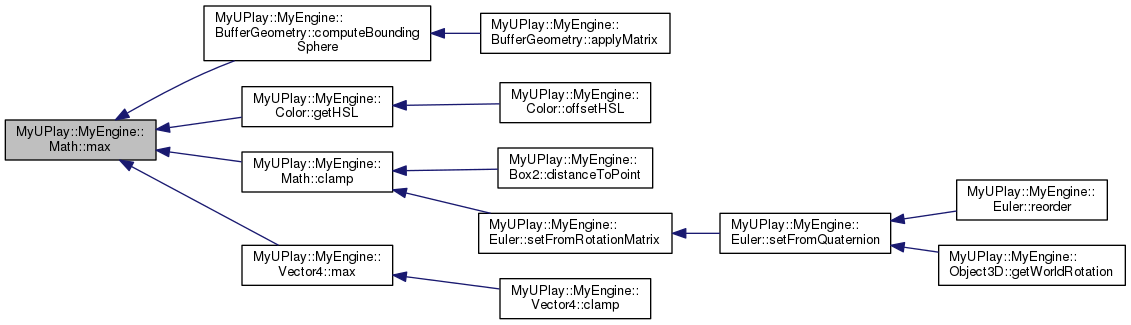 MyUPlay::MyEngine::
BufferGeometry::computeBounding
Sphere
MyUPlay::MyEngine::
BufferGeometry::applyMatrix
MyUPlay::MyEngine::
Color::getHSL
MyUPlay::MyEngine::
Color::offsetHSL
MyUPlay::MyEngine::
Math::max
MyUPlay::MyEngine::
Math::clamp
MyUPlay::MyEngine::
Box2::distanceToPoint
MyUPlay::MyEngine::
Euler::setFromRotationMatrix
MyUPlay::MyEngine::
Euler::setFromQuaternion
MyUPlay::MyEngine::
Euler::reorder
MyUPlay::MyEngine::
Object3D::getWorldRotation
MyUPlay::MyEngine::
Vector4::max
MyUPlay::MyEngine::
Vector4::clamp